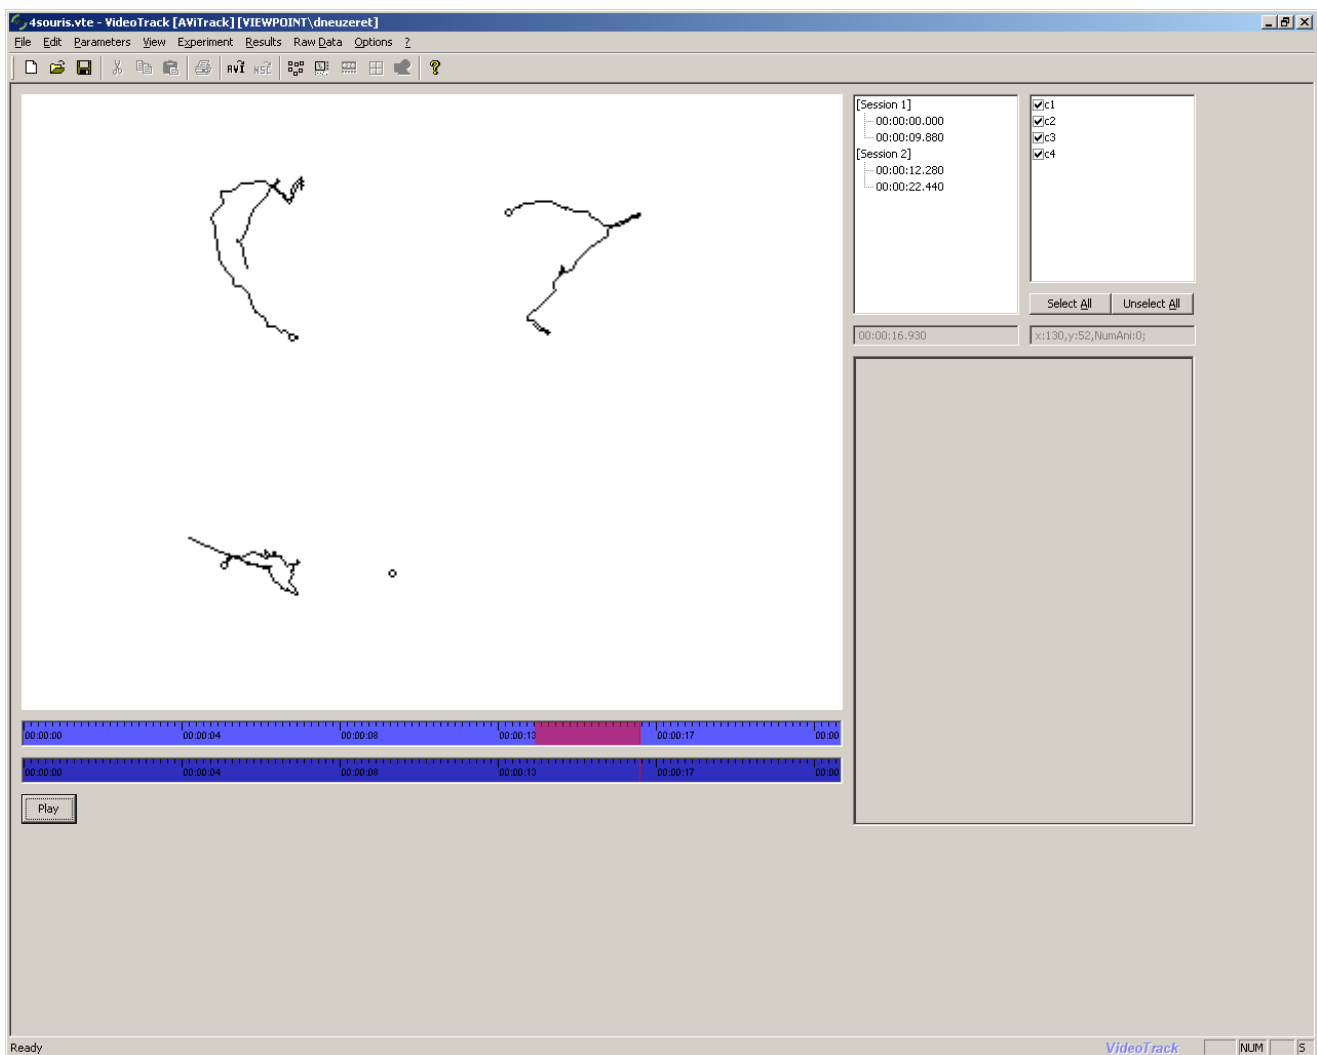 4souris.vte - VideoTrack [AViTrack] [VIEWPOINT\dneuzeret]
File Edit Parameters View Experiment Results Raw Data Options ?
AVI NSC
[Session 1]
00:00:00.000
00:00:09.880
[Session 2]
00:00:12.280
00:00:22.440
c1
c2
c3
c4
Select All Unselect All
00:00:16.930 x:130,y:52,NumAni:0;
00:00:00 00:00:04 00:00:08 00:00:13 00:00:17 00:00
00:00:00 00:00:04 00:00:08 00:00:13 00:00:17 00:00
Play
Ready VideoTrack NUM S